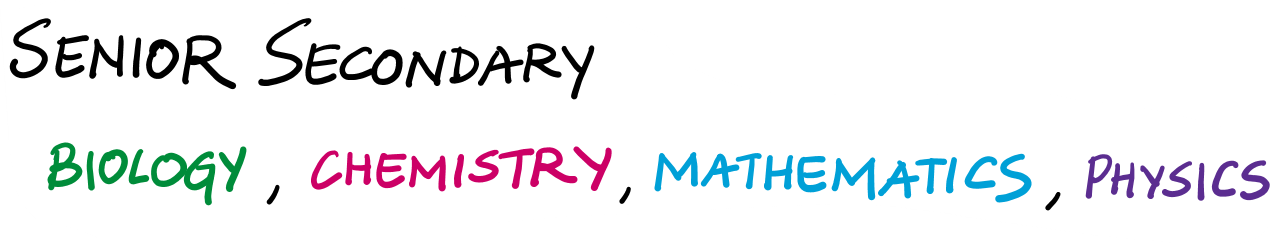 SENIOR SECONDARY
BIOLOGY , CHEMISTRY, MATHEMATICS , PHYSICS